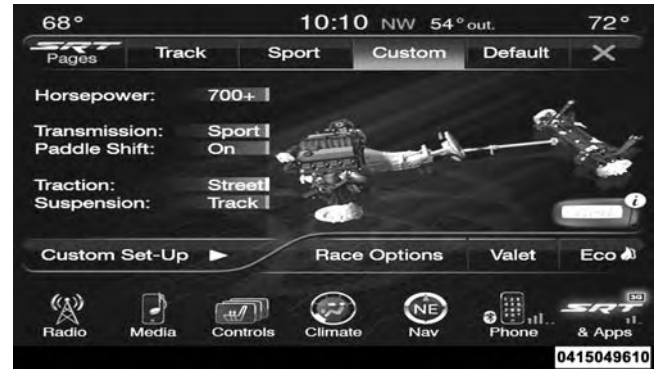 68° 10:10 NW 54° out. 72°
SRT Pages Track Sport Custom Default
Horsepower: 700+
Transmission: Sport
Paddle Shift: On
Traction: Street
Suspension: Track
i
Custom Set-Up Race Options Valet Eco
NE 3G
Radio Media Controls Climate Nav Phone SRT & Apps
0415049610